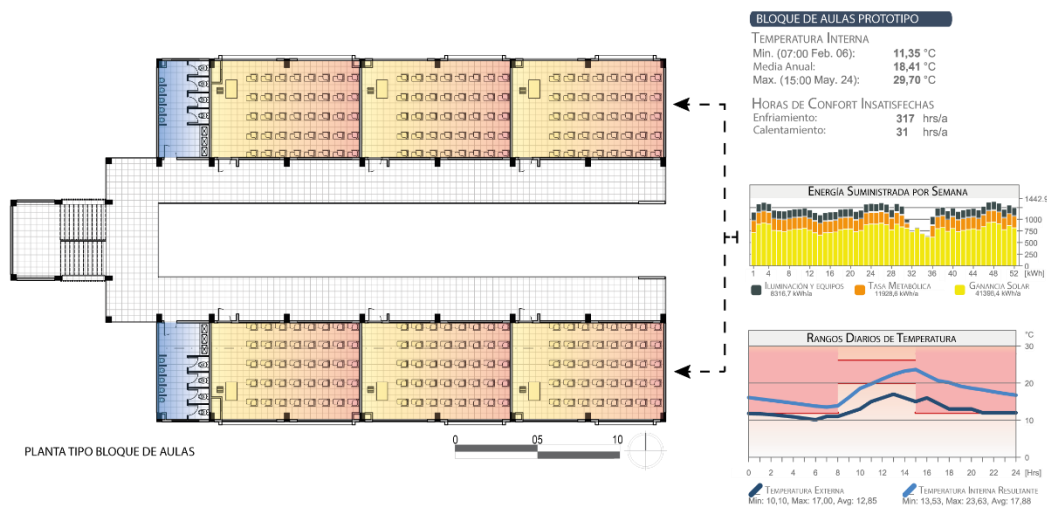 BLOQUE DE AULAS PROTOTIPO
TEMPERATURA INTERNA
Min. (07:00 Feb. 06): 11,35 °C
Media Anual: 18,41 °C
Max. (15:00 May. 24): 29,70 °C
HORAS DE CONFORT INSATISFECHAS
Enfriamiento: 317 hrs/a
Calentamiento: 31 hrs/a
ENERGÍA SUMINISTRADA POR SEMANA
1442.9
1000
750
500
250
0
1 4 8 12 16 20 24 28 32 36 40 44 48 52 [kWh]
ILUMINACIÓN Y EQUIPOS
8316,7 kWh/a
TASA METABÓLICA
11928,6 kWh/a
GANANCIA SOLAR
41390,4 kWh/a
RANGOS DIARIOS DE TEMPERATURA
°C
30
20
10
0
0 2 4 6 8 10 12 14 16 18 20 22 24 [Hrs]
TEMPERATURA EXTERNA
Min: 10,10, Max: 17,00, Avg: 12,85
TEMPERATURA INTERNA RESULTANTE
Min: 13,53, Max: 23,63, Avg: 17,88
PLANTA TIPO BLOQUE DE AULAS
0 05 10